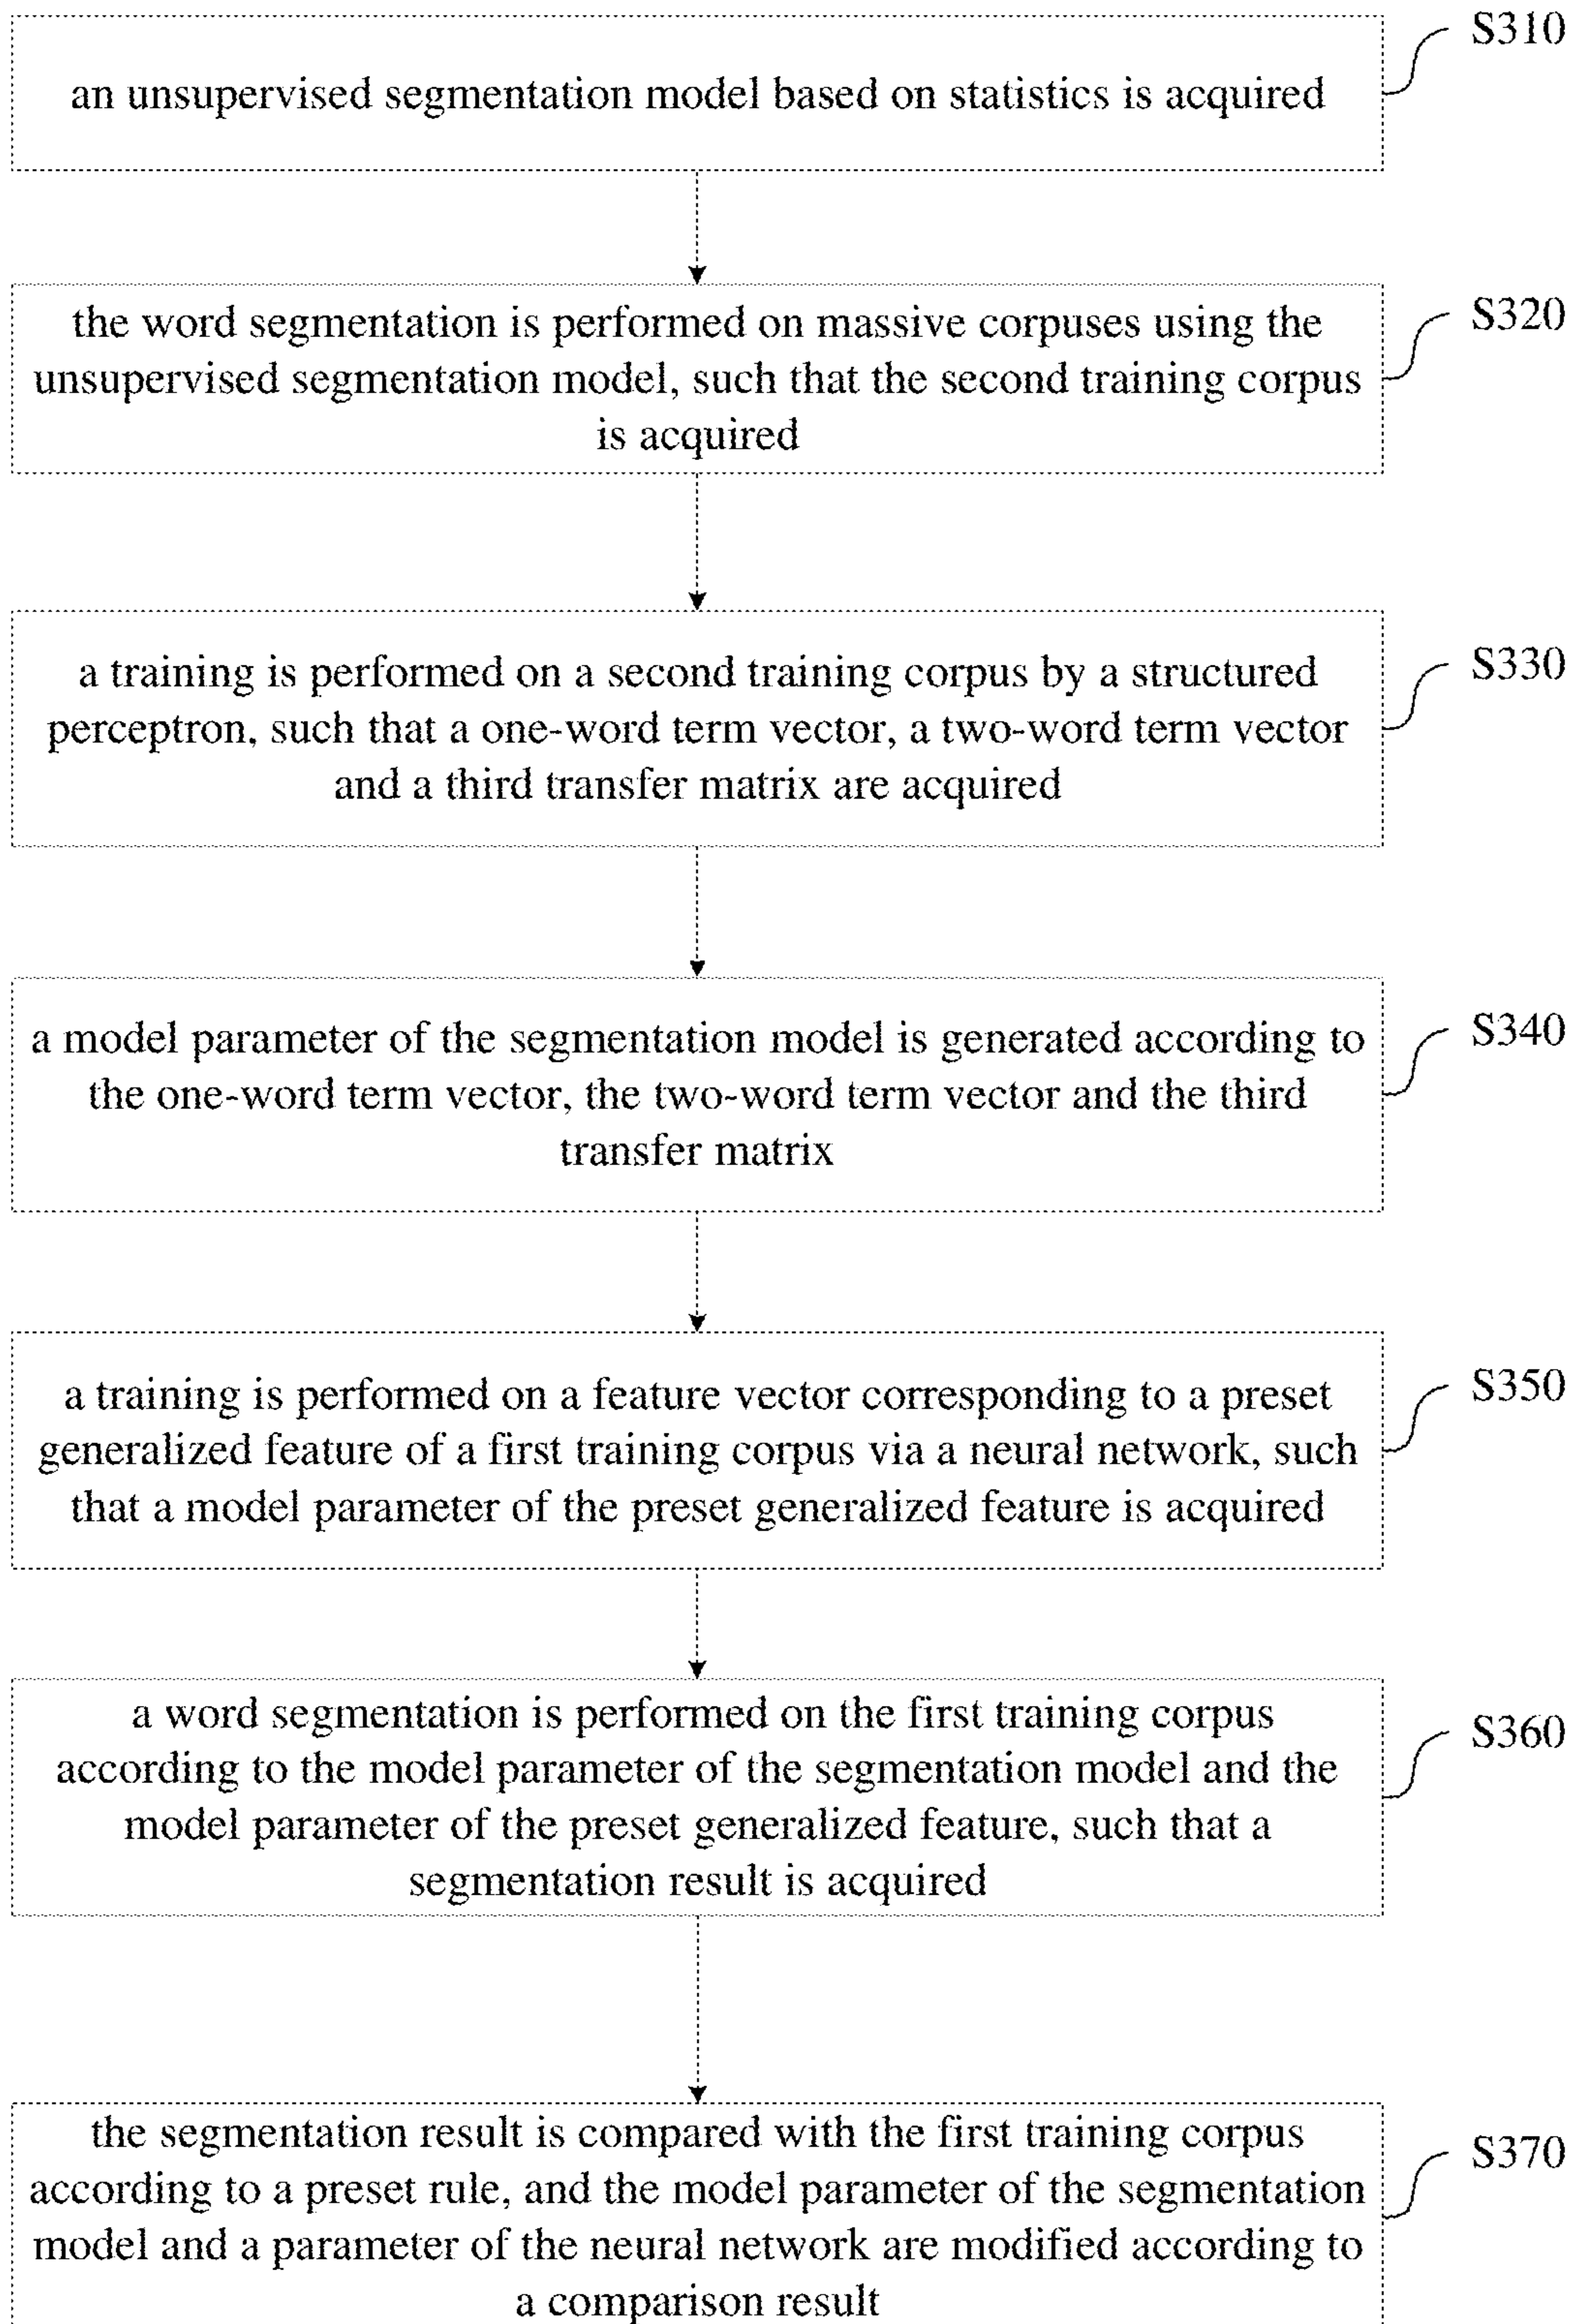 S310
an unsupervised segmentation model based on statistics is acquired
S320
the word segmentation is performed on massive corpuses using the
unsupervised segmentation model, such that the second training corpus
is acquired
S330
a training is performed on a second training corpus by a structured
perceptron, such that a one-word term vector, a two-word term vector
and a third transfer matrix are acquired
S340
a model parameter of the segmentation model is generated according to
the one-word term vector, the two-word term vector and the third
transfer matrix
S350
a training is performed on a feature vector corresponding to a preset
generalized feature of a first training corpus via a neural network, such
that a model parameter of the preset generalized feature is acquired
S360
a word segmentation is performed on the first training corpus
according to the model parameter of the segmentation model and the
model parameter of the preset generalized feature, such that a
segmentation result is acquired
S370
the segmentation result is compared with the first training corpus
according to a preset rule, and the model parameter of the segmentation
model and a parameter of the neural network are modified according to
a comparison result